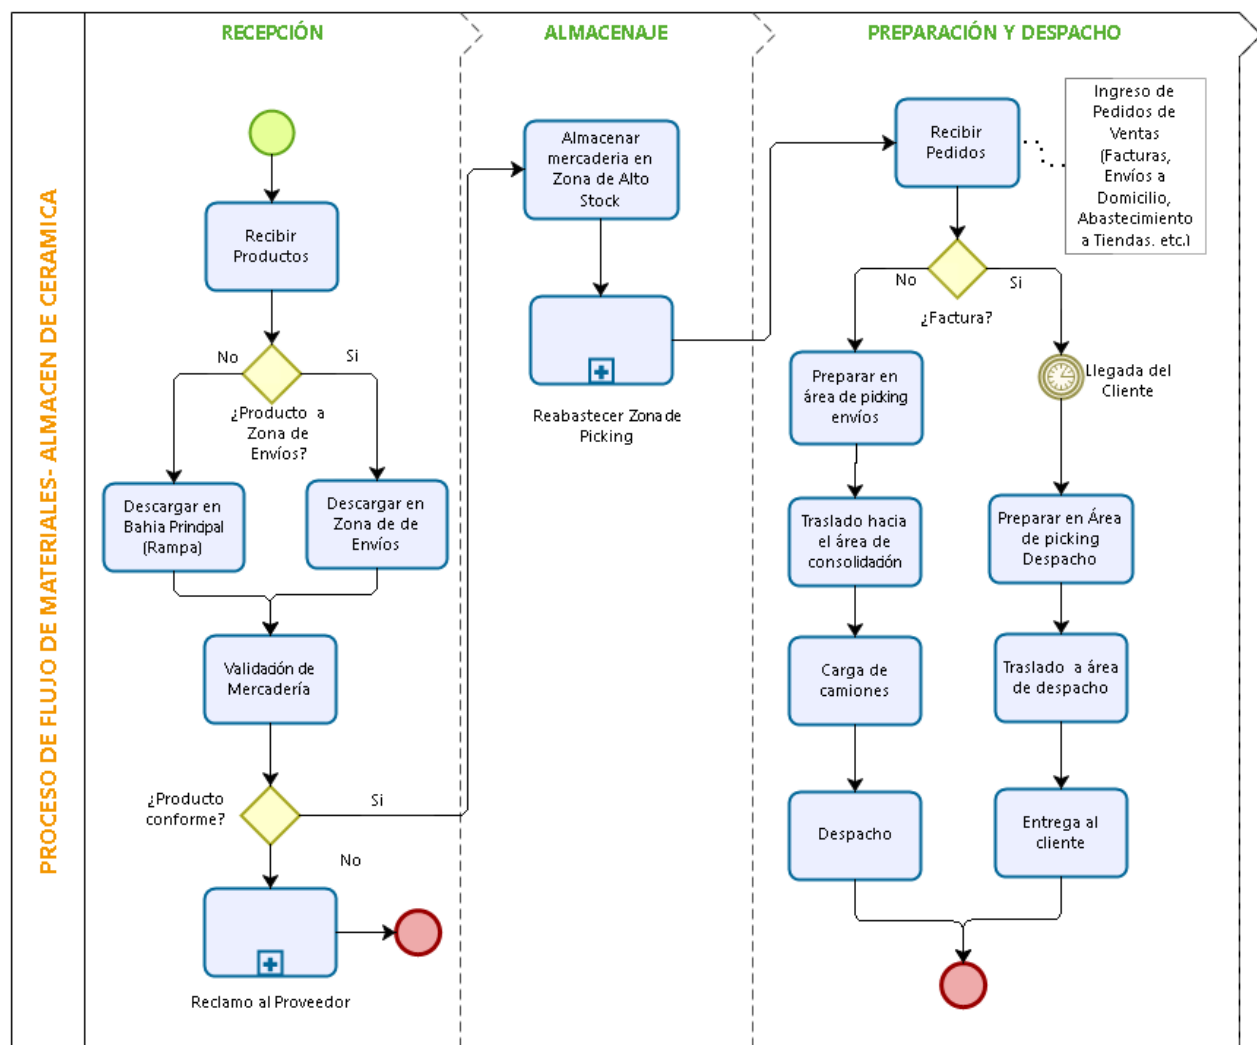 PROCESO DE FLUJO DE MATERIALES- ALMACEN DE CERAMICA
RECEPCIÓN
ALMACENAJE
PREPARACIÓN Y DESPACHO
Recibir
Productos
No
Si
¿Producto a
Zona de
Envíos?
Descargar en
Bahia Principal
(Rampa)
Descargar en
Zona de de
Envíos
Validación de
Mercadería
¿Producto
conforme?
Si
No
Reclamo al Proveedor
Almacenar
mercaderia en
Zona de Alto
Stock
Reabastecer Zona de
Picking
Recibir
Pedidos
Ingreso de
Pedidos de
Ventas
(Facturas,
Envíos a
Domicilio,
Abastecimiento
a Tiendas. etc.)
No
Si
¿Factura?
Preparar en
área de picking
envíos
Llegada del
Cliente
Traslado hacia
el área de
consolidación
Preparar en Área
de picking
Despacho
Carga de
camiones
Traslado a área
de despacho
Despacho
Entrega al
cliente